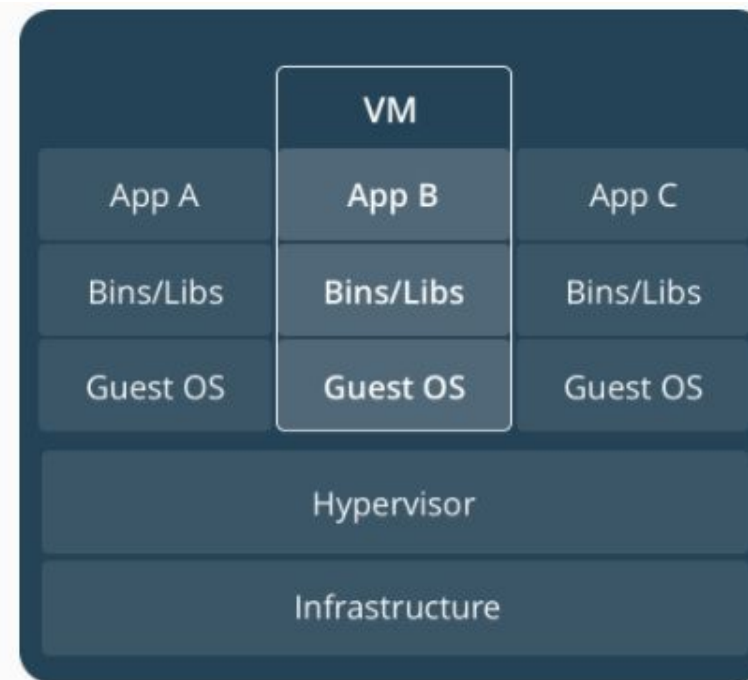 VM
App A App B App C
Bins/Libs Bins/Libs Bins/Libs
Guest OS Guest OS Guest OS
Hypervisor
Infrastructure